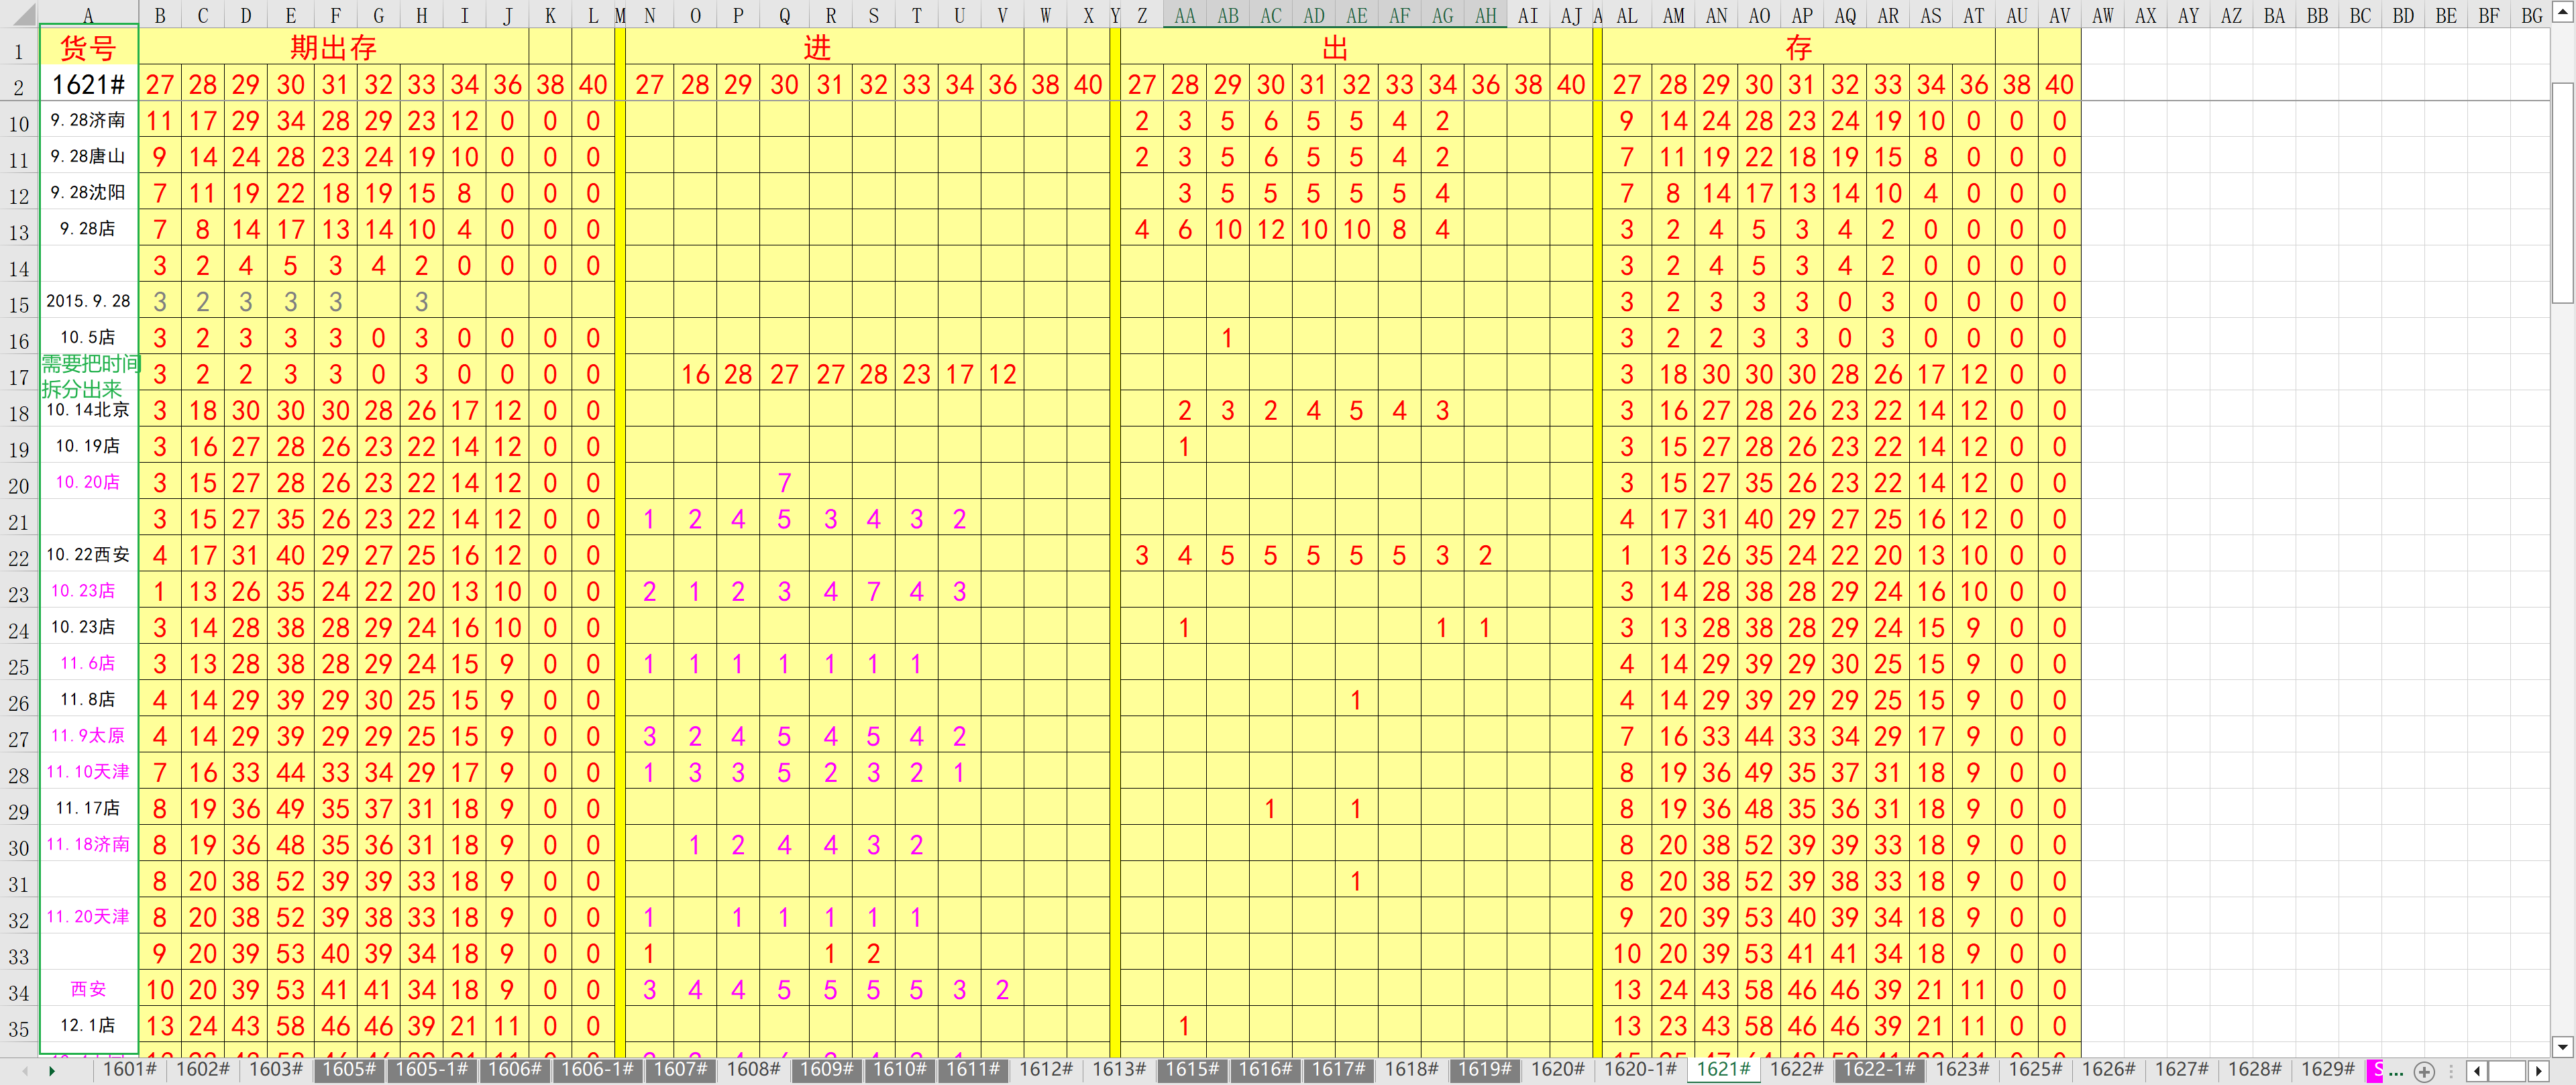 A B C D E F G H I J K L M N O P Q R S T U V W X Y Z AA AB AC AD AE AF AG AH AI AJ A AL AM AN AO AP AQ AR AS AT AU AV AW AX AY AZ BA BB BC BD BE BF BG
1 货号 期出存 进 出 存
2 1621# 27 28 29 30 31 32 33 34 36 38 40 27 28 29 30 31 32 33 34 36 38 40 27 28 29 30 31 32 33 34 36 38 40 27 28 29 30 31 32 33 34 36 38 40
10 9.28济南 11 17 29 34 28 29 23 12 0 0 0 2 3 5 6 5 5 4 2 9 14 24 28 23 24 19 10 0 0 0
11 9.28唐山 9 14 24 28 23 24 19 10 0 0 0 2 3 5 6 5 5 4 2 7 11 19 22 18 19 15 8 0 0 0
12 9.28沈阳 7 11 19 22 18 19 15 8 0 0 0 3 5 5 5 5 5 4 7 8 14 17 13 14 10 4 0 0 0
13 9.28店 7 8 14 17 13 14 10 4 0 0 0 4 6 10 12 10 10 8 4 3 2 4 5 3 4 2 0 0 0 0
14 3 2 4 5 3 4 2 0 0 0 0 3 2 4 5 3 4 2 0 0 0 0
15 2015.9.28 3 2 3 3 3 3 3 2 3 3 3 0 3 0 0 0 0
16 10.5店 3 2 3 3 3 0 3 0 0 0 0 1 3 2 2 3 3 0 3 0 0 0 0
需要把时间
17 3 2 2 3 3 0 3 0 0 0 0 16 28 27 27 28 23 17 12 3 18 30 30 30 28 26 17 12 0 0
拆分出来
18 10.14北京 3 18 30 30 30 28 26 17 12 0 0 2 3 2 4 5 4 3 3 16 27 28 26 23 22 14 12 0 0
19 10.19店 3 16 27 28 26 23 22 14 12 0 0 1 3 15 27 28 26 23 22 14 12 0 0
20 10.20店 3 15 27 28 26 23 22 14 12 0 0 7 3 15 27 35 26 23 22 14 12 0 0
21 3 15 27 35 26 23 22 14 12 0 0 1 2 4 5 3 4 3 2 4 17 31 40 29 27 25 16 12 0 0
22 10.22西安 4 17 31 40 29 27 25 16 12 0 0 3 4 5 5 5 5 5 3 2 1 13 26 35 24 22 20 13 10 0 0
23 10.23店 1 13 26 35 24 22 20 13 10 0 0 2 1 2 3 4 7 4 3 3 14 28 38 28 29 24 16 10 0 0
24 10.23店 3 14 28 38 28 29 24 16 10 0 0 1 1 1 3 13 28 38 28 29 24 15 9 0 0
25 11.6店 3 13 28 38 28 29 24 15 9 0 0 1 1 1 1 1 1 1 4 14 29 39 29 30 25 15 9 0 0
26 11.8店 4 14 29 39 29 30 25 15 9 0 0 1 4 14 29 39 29 29 25 15 9 0 0
27 11.9太原 4 14 29 39 29 29 25 15 9 0 0 3 2 4 5 4 5 4 2 7 16 33 44 33 34 29 17 9 0 0
28 11.10天津 7 16 33 44 33 34 29 17 9 0 0 1 3 3 5 2 3 2 1 8 19 36 49 35 37 31 18 9 0 0
29 11.17店 8 19 36 49 35 37 31 18 9 0 0 1 1 8 19 36 48 35 36 31 18 9 0 0
30 11.18济南 8 19 36 48 35 36 31 18 9 0 0 1 2 4 4 3 2 8 20 38 52 39 39 33 18 9 0 0
31 8 20 38 52 39 39 33 18 9 0 0 1 8 20 38 52 39 38 33 18 9 0 0
32 11.20天津 8 20 38 52 39 38 33 18 9 0 0 1 1 1 1 1 1 9 20 39 53 40 39 34 18 9 0 0
33 9 20 39 53 40 39 34 18 9 0 0 1 1 2 10 20 39 53 41 41 34 18 9 0 0
34 西安 10 20 39 53 41 41 34 18 9 0 0 3 4 4 5 5 5 5 3 2 13 24 43 58 46 46 39 21 11 0 0
35 12.1店 13 24 43 58 46 46 39 21 11 0 0 1 13 23 43 58 46 46 39 21 11 0 0
1601# 1602# 1603# 1605# 1605-1# 1606# 1606-1# 1607# 1608# 1609# 1610# 1611# 1612# 1613# 1615# 1616# 1617# 1618# 1619# 1620# 1620-1# 1621# 1622# 1622-1# 1623# 1625# 1626# 1627# 1628# 1629# S ...